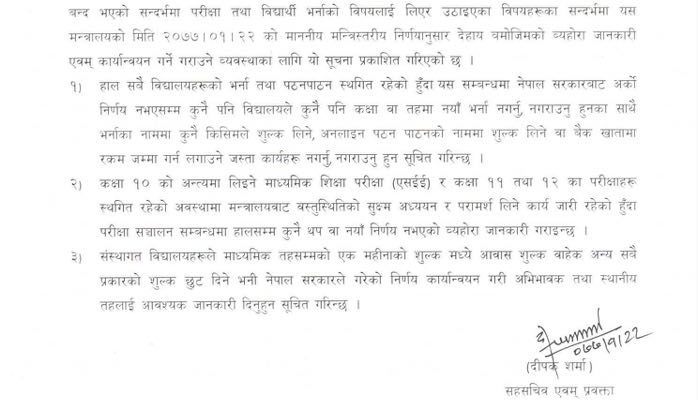 बन्द भएको सन्दर्भमा परीक्षा तथा विद्यार्थी भर्नाको विषयलाई लिएर उठाइएका विषयहरूका सन्दर्भमा यस
मन्त्रालयको मिति २०७७।०१।२२ को माननीय मन्त्रिस्तरीय निर्णयानुसार देहाय बमोजिमको व्यहोरा जानकारी
एवम् कार्यान्वयन गर्ने गराउने व्यवस्थाका लागि यो सूचना प्रकाशित गरिएको छ ।
१) हाल सबै विद्यालयहरूको भर्ना तथा पठनपाठन स्थगित रहेको हुँदा यस सम्बन्धमा नेपाल सरकारबाट अर्को
निर्णय नभएसम्म कुनै पनि विद्यालयले कुनै पनि कक्षा वा तहमा नयाँ भर्ना नगर्नु, नगराउनु हुनका साथै
भर्नाका नाममा कुनै किसिमले शुल्क लिने, अनलाइन पठन पाठनको नाममा शुल्क लिने वा बैंक खातामा
रकम जम्मा गर्न लगाउने जस्ता कार्यहरू नगर्नु, नगराउनु हुन सूचित गरिन्छ ।
२) कक्षा १० को अन्त्यमा लिइने माध्यमिक शिक्षा परीक्षा (एसईई) र कक्षा ११ तथा १२ का परीक्षाहरू
स्थगित रहेको अवस्थामा मन्त्रालयबाट बस्तुस्थितिको सुक्ष्म अध्ययन र परामर्श लिने कार्य जारी रहेको हुँदा
परीक्षा सञ्चालन सम्बन्धमा हालसम्म कुनै थप वा नयाँ निर्णय नभएको व्यहोरा जानकारी गराइन्छ ।
३) संस्थागत विद्यालयहरूले माध्यमिक तहसम्मको एक महीनाको शुल्क मध्ये आवास शुल्क वाहेक अन्य सबै
प्रकारको शुल्क छुट दिने भनी नेपाल सरकारले गरेको निर्णय कार्यान्वयन गरी अभिभावक तथा स्थानीय
तहलाई आवश्यक जानकारी दिनुहुन सूचित गरिन्छ ।
०७७/१/२२
(दीपक शर्मा)
सहसचिव एवम् प्रवक्ता